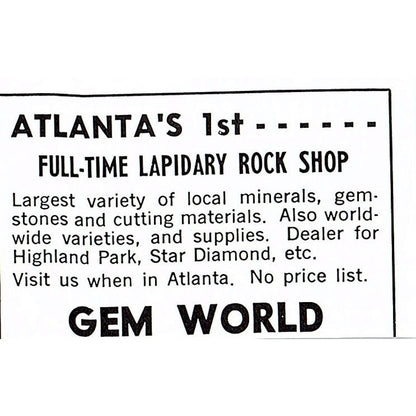 ATLANTA'S 1st - - - - - -
FULL-TIME LAPIDARY ROCK SHOP
Largest variety of local minerals, gem-
stones and cutting materials. Also world-
wide varieties, and supplies. Dealer for
Highland Park, Star Diamond, etc.
Visit us when in Atlanta. No price list.
GEM WORLD